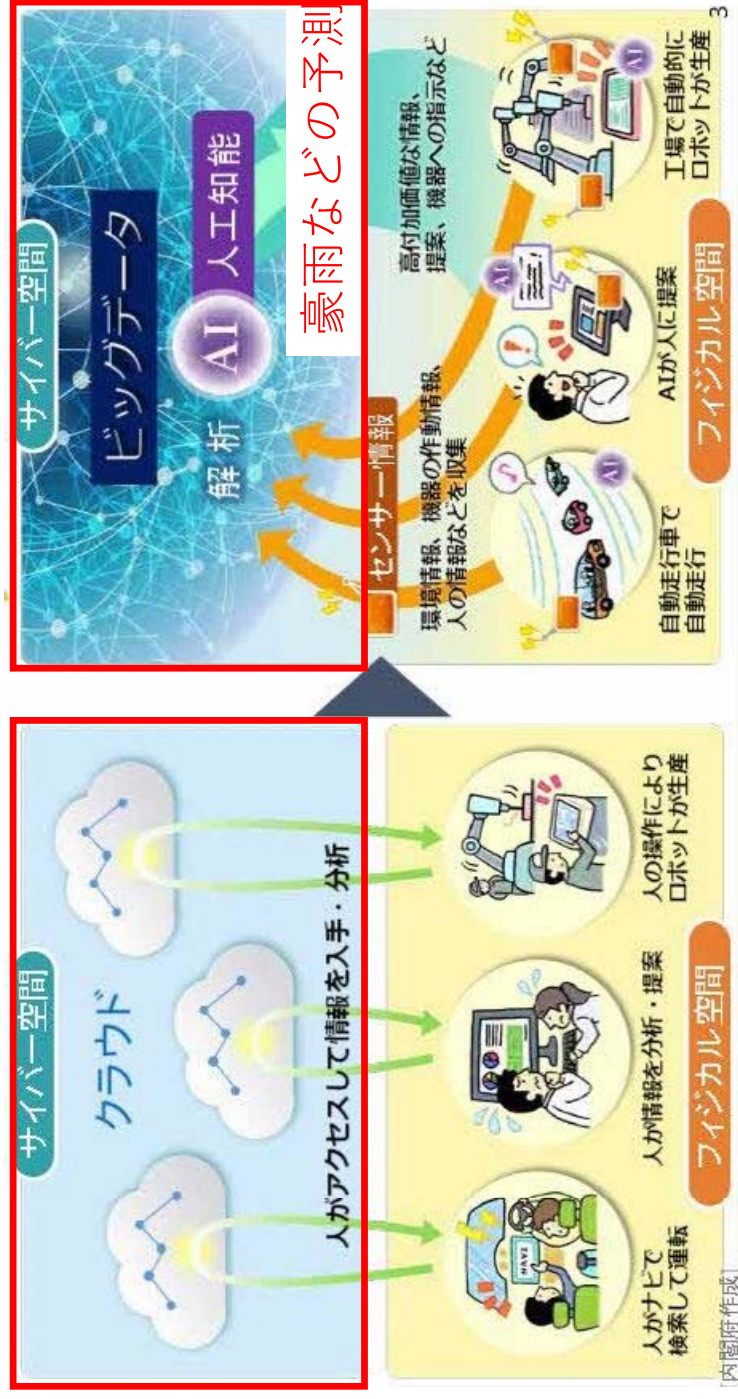 サイバー空間
クラウド
人がアクセスして情報を入手・分析
NAVI
人がナビで
検索して運転
人が情報を分析・提案
人の操作により
ロボットが生産
フィジカル空間
[内閣府作成]
サイバー空間
ビッグデータ
解析
AI
人工知能
豪雨などの予測
センサー情報
環境情報、機器の作動情報、
人の情報などを収集
高付加価値な情報、
提案、機器への指示など
AI
自動走行車で
自動走行
AI
AIが人に提案
AI
工場で自動的に
ロボットが生産
フィジカル空間
3